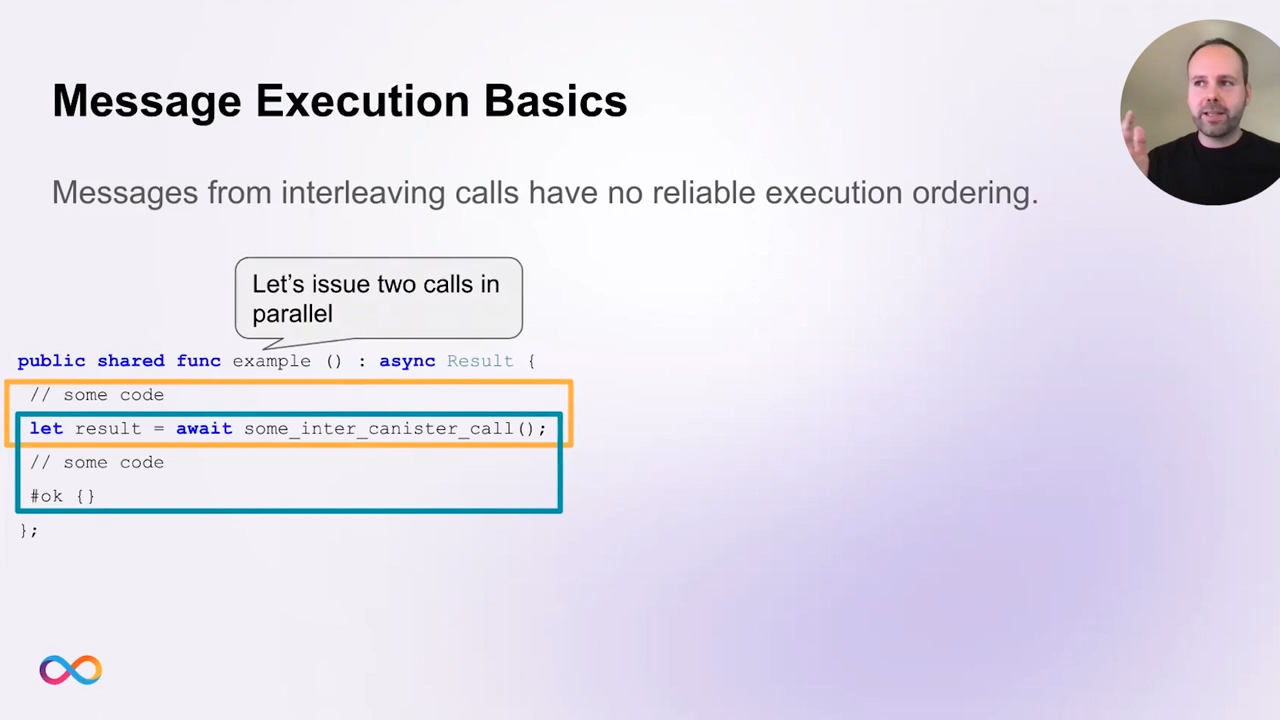 Message Execution Basics
Messages from interleaving calls have no reliable execution ordering.
Let’s issue two calls in
parallel
public shared func example () : async Result {
// some code
let result = await some_inter_canister_call();
// some code
#ok {}
};